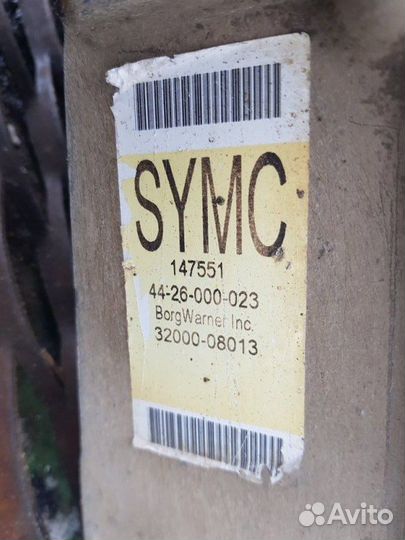 SYMC
147551
44-26-000-023
BorgWarner Inc.
32000-08013
Avito